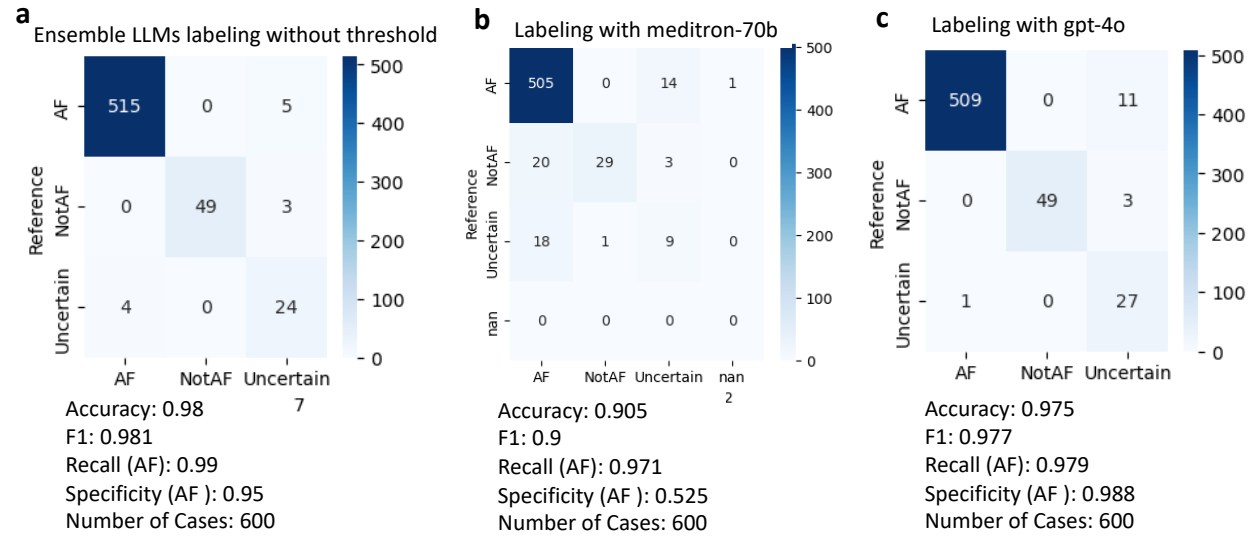 a
Ensemble LLMs labeling without threshold
AF
515
0
5
NotAF
0
49
3
Uncertain
4
0
24
Reference
AF
NotAF
Uncertain
7
500
400
300
200
100
0
Accuracy: 0.98
F1: 0.981
Recall (AF): 0.99
Specificity (AF ): 0.95
Number of Cases: 600
b
Labeling with meditron-70b
AF
505
0
14
1
NotAF
20
29
3
0
Uncertain
18
1
9
0
nan
0
0
0
0
Reference
AF
NotAF
Uncertain
nan
2
500
400
300
200
100
0
Accuracy: 0.905
F1: 0.9
Recall (AF): 0.971
Specificity (AF ): 0.525
Number of Cases: 600
c
Labeling with gpt-4o
AF
509
0
11
NotAF
0
49
3
Uncertain
1
0
27
Reference
AF
NotAF
Uncertain
500
400
300
200
100
0
Accuracy: 0.975
F1: 0.977
Recall (AF): 0.979
Specificity (AF ): 0.988
Number of Cases: 600